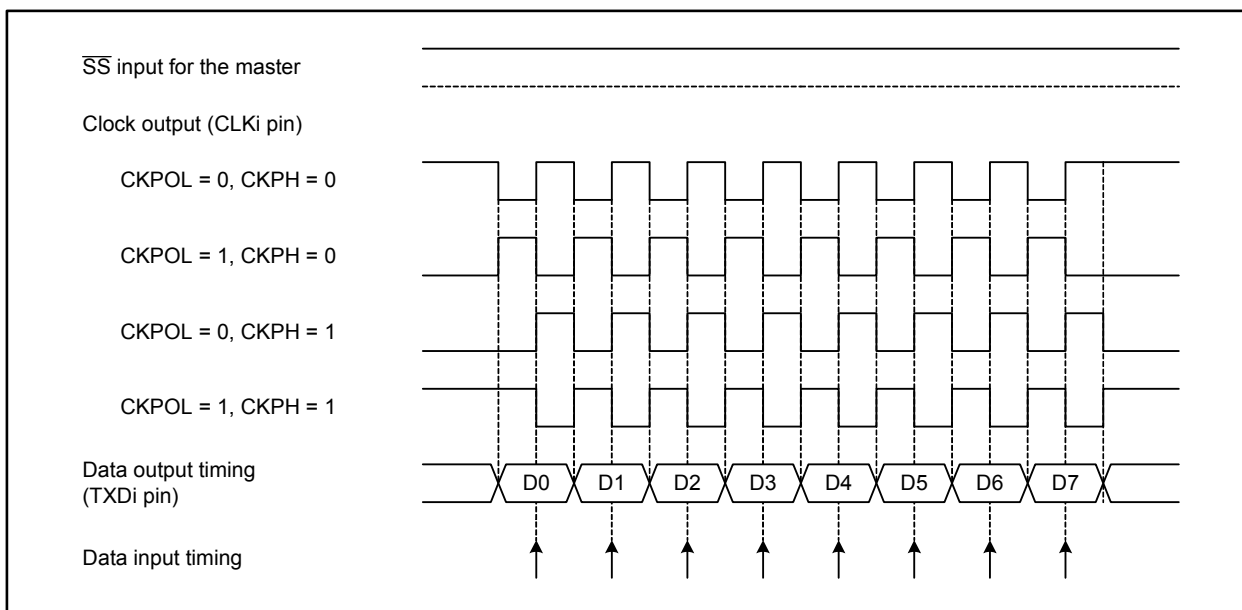 S̅S̅ input for the master
Clock output (CLKi pin)
CKPOL = 0, CKPH = 0
CKPOL = 1, CKPH = 0
CKPOL = 0, CKPH = 1
CKPOL = 1, CKPH = 1
Data output timing
(TXDi pin)
D0 D1 D2 D3 D4 D5 D6 D7
Data input timing